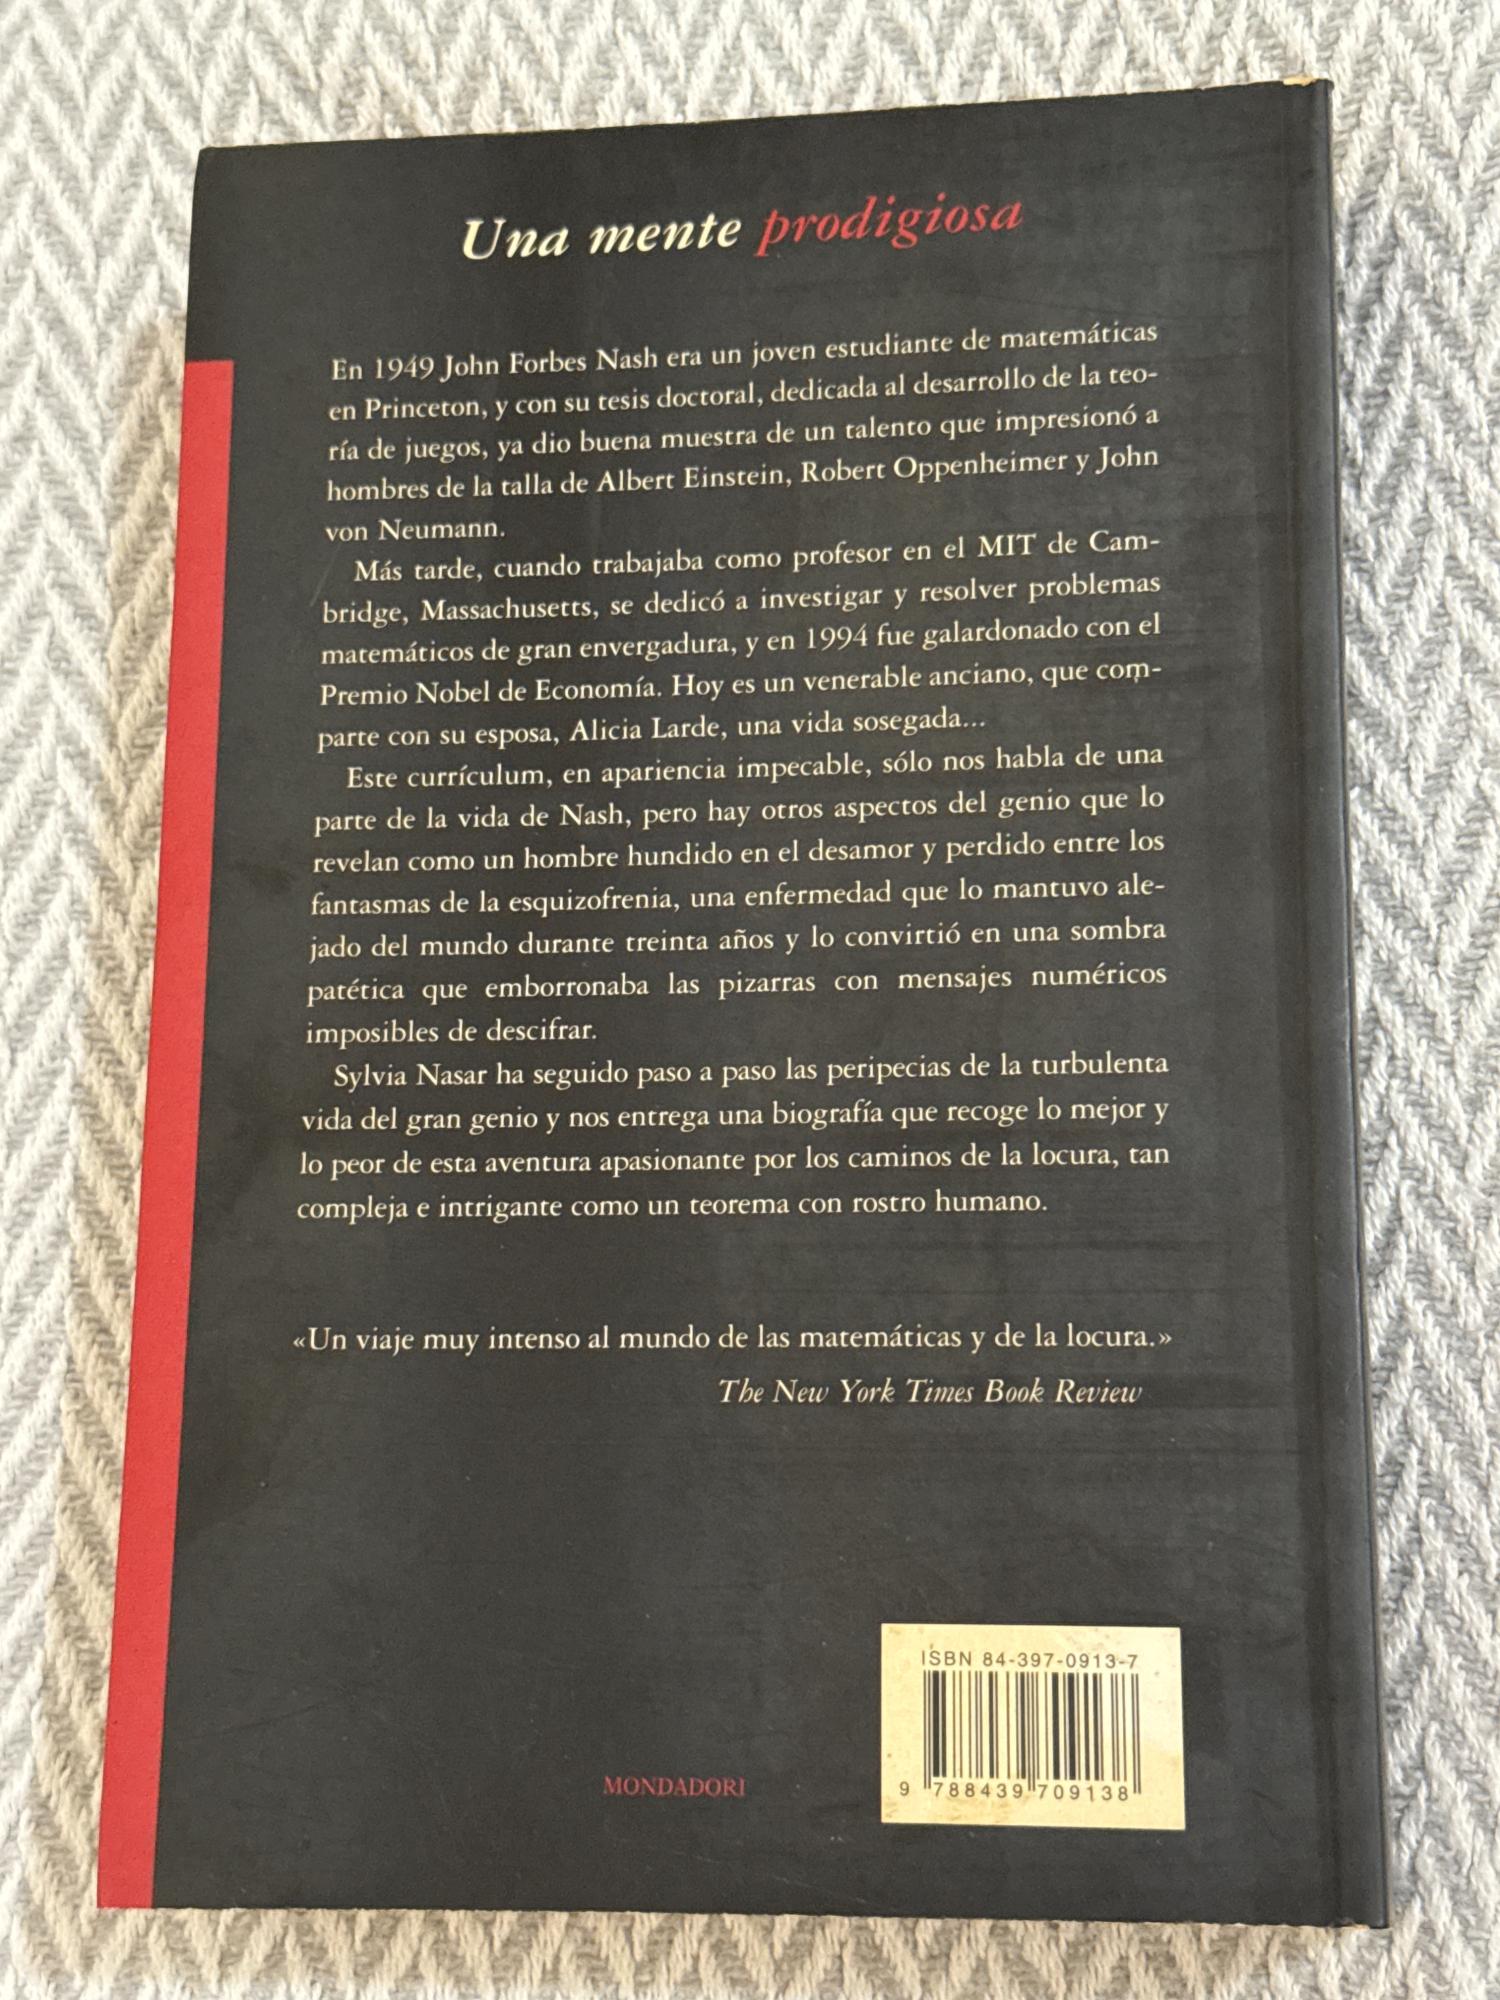 Una mente prodigiosa
En 1949 John Forbes Nash era un joven estudiante de matemáticas
en Princeton, y con su tesis doctoral, dedicada al desarrollo de la teo-
ría de juegos, ya dio buena muestra de un talento que impresionó a
hombres de la talla de Albert Einstein, Robert Oppenheimer y John
von Neumann.
Más tarde, cuando trabajaba como profesor en el MIT de Cam-
bridge, Massachusetts, se dedicó a investigar y resolver problemas
matemáticos de gran envergadura, y en 1994 fue galardonado con el
Premio Nobel de Economía. Hoy es un venerable anciano, que com-
parte con su esposa, Alicia Larde, una vida sosegada...
Este currículum, en apariencia impecable, sólo nos habla de una
parte de la vida de Nash, pero hay otros aspectos del genio que lo
revelan como un hombre hundido en el desamor y perdido entre los
fantasmas de la esquizofrenia, una enfermedad que lo mantuvo ale-
jado del mundo durante treinta años y lo convirtió en una sombra
patética que emborronaba las pizarras con mensajes numéricos
imposibles de descifrar.
Sylvia Nasar ha seguido paso a paso las peripecias de la turbulenta
vida del gran genio y nos entrega una biografía que recoge lo mejor y
lo peor de esta aventura apasionante por los caminos de la locura, tan
compleja e intrigante como un teorema con rostro humano.
«Un viaje muy intenso al mundo de las matemáticas y de la locura.»
The New York Times Book Review
ISBN 84-397-0913-7
9 788439 709138
MONDADORI